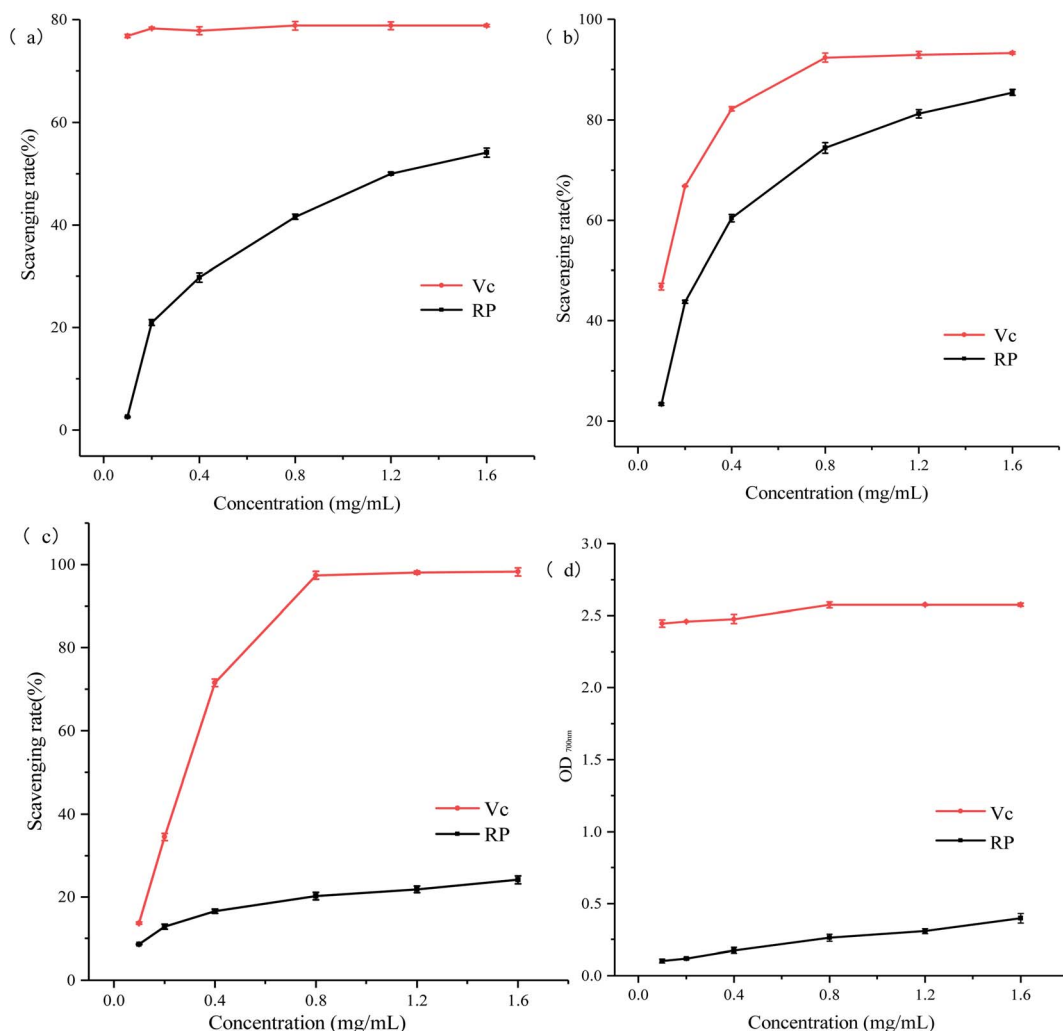 ( a)
80
60
40
20
0
Scavenging rate(%)
Vc
RP
0.0 0.4 0.8 1.2 1.6
Concentration (mg/mL)
( b)
100
80
60
40
20
Scavenging rate(%)
Vc
RP
0.0 0.4 0.8 1.2 1.6
Concentration (mg/mL)
( c)
100
80
60
40
20
0
Scavenging rate(%)
Vc
RP
0.0 0.4 0.8 1.2 1.6
Concentration (mg/mL)
( d)
3.0
2.5
2.0
1.5
1.0
0.5
0.0
OD 700nm
Vc
RP
0.0 0.4 0.8 1.2 1.6
Concentration (mg/mL)